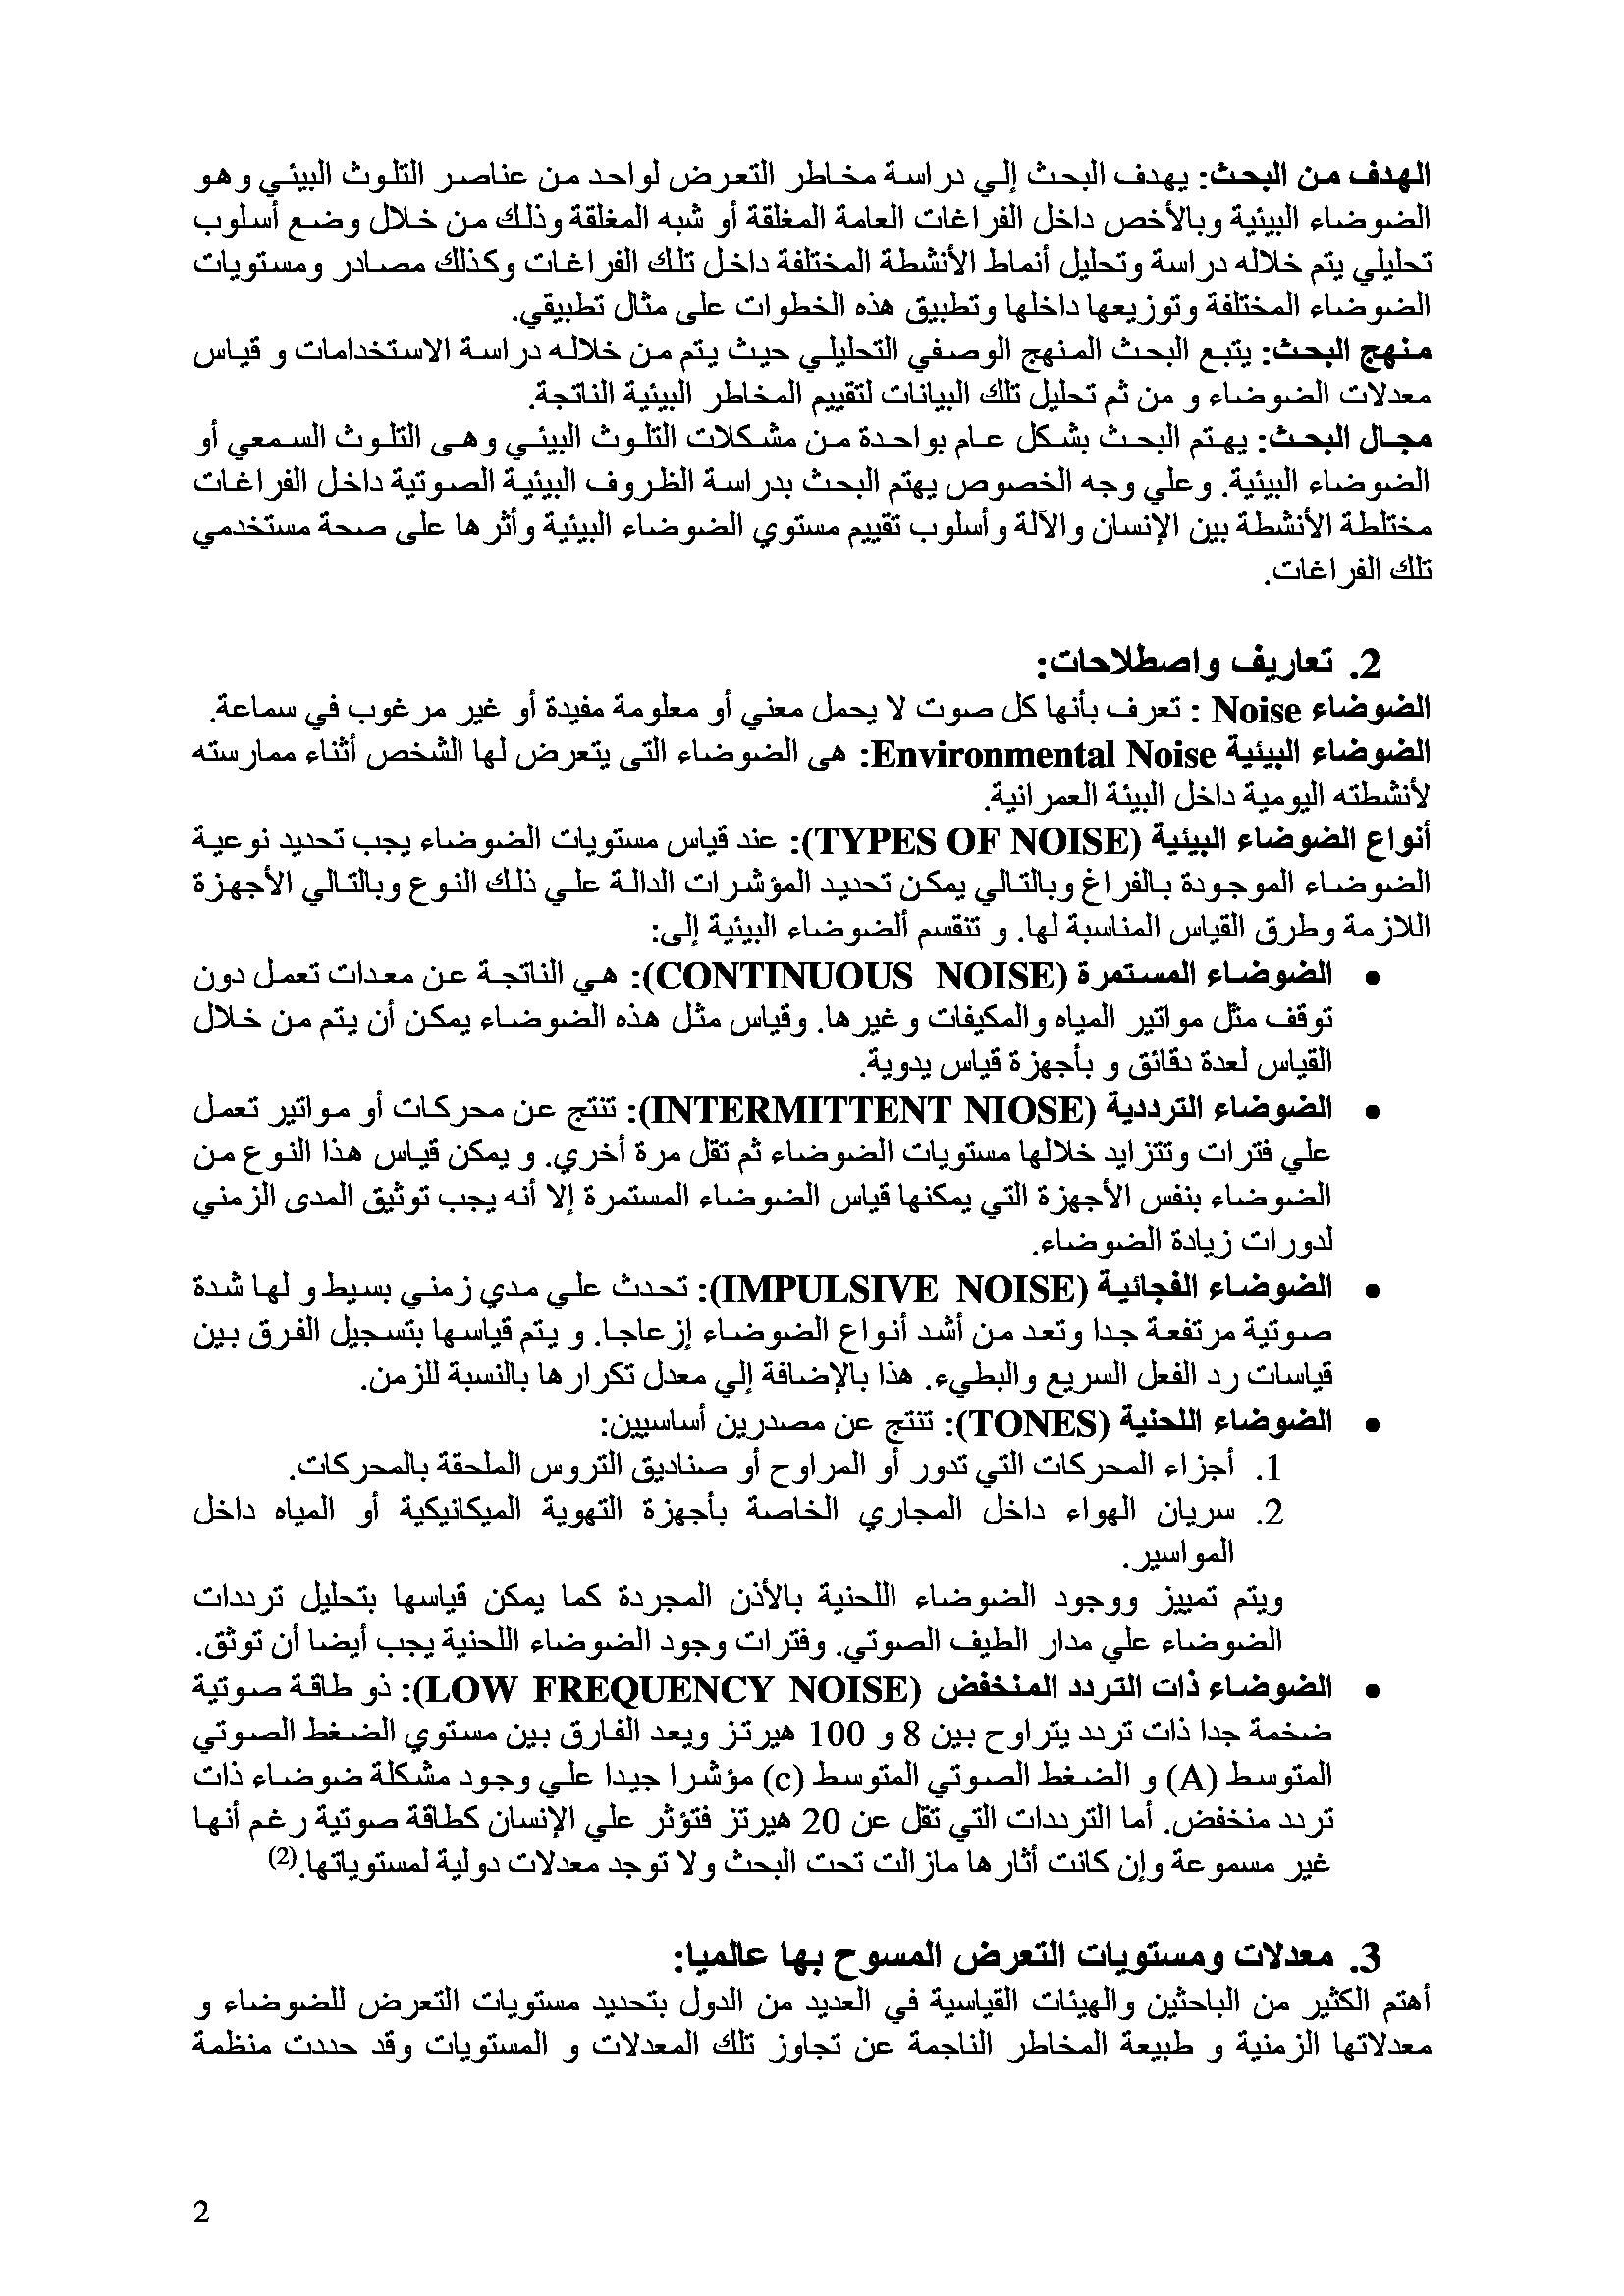 الهدف من البحث: يهدف البحث إلي دراسة مخاطر التعرض لواحد من عناصر التلوث البيئي وهو
الضوضاء البيئية وبالأخص داخل الفراغات العامة المغلقة أو شبه المغلقة وذلك من خلال وضع أسلوب
تحليلي يتم خلاله دراسة وتحليل أنماط الأنشطة المختلفة داخل تلك الفراغات وكذلك مصادر ومستويات
الضوضاء المختلفة وتوزيعها داخلها وتطبيق هذه الخطوات على مثال تطبيقي.
منهج البحث: يتبع البحث المنهج الوصفي التحليلي حيث يتم من خلاله دراسة الاستخدامات و قياس
معدلات الضوضاء و من ثم تحليل تلك البيانات لتقييم المخاطر البيئية الناتجة.
مجال البحث: يهتم البحث بشكل عام بواحدة من مشكلات التلوث البيئي وهى التلوث السمعي أو
الضوضاء البيئية. وعلي وجه الخصوص يهتم البحث بدراسة الظروف البيئية الصوتية داخل الفراغات
مختلطة الأنشطة بين الإنسان والآلة وأسلوب تقييم مستوي الضوضاء البيئية وأثرها على صحة مستخدمي
تلك الفراغات.
2. تعاريف واصطلاحات:
الضوضاء Noise : تعرف بأنها كل صوت لا يحمل معني أو معلومة مفيدة أو غير مرغوب في سماعة.
الضوضاء البيئية Environmental Noise: هى الضوضاء التى يتعرض لها الشخص أثناء ممارسته
لأنشطته اليومية داخل البيئة العمرانية.
أنواع الضوضاء البيئية (TYPES OF NOISE): عند قياس مستويات الضوضاء يجب تحديد نوعية
الضوضاء الموجودة بالفراغ وبالتالي يمكن تحديد المؤشرات الدالة علي ذلك النوع وبالتالي الأجهزة
اللازمة وطرق القياس المناسبة لها. و تنقسم ألضوضاء البيئية إلى:
• الضوضاء المستمرة (CONTINUOUS NOISE): هي الناتجة عن معدات تعمل دون
توقف مثل مواتير المياه والمكيفات وغيرها. وقياس مثل هذه الضوضاء يمكن أن يتم من خلال
القياس لعدة دقائق و بأجهزة قياس يدوية.
• الضوضاء الترددية (INTERMITTENT NIOSE): تنتج عن محركات أو مواتير تعمل
علي فترات وتتزايد خلالها مستويات الضوضاء ثم تقل مرة أخري. و يمكن قياس هذا النوع من
الضوضاء بنفس الأجهزة التي يمكنها قياس الضوضاء المستمرة إلا أنه يجب توثيق المدى الزمني
لدورات زيادة الضوضاء.
• الضوضاء الفجائية (IMPULSIVE NOISE): تحدث علي مدي زمني بسيط و لها شدة
صوتية مرتفعة جدا وتعد من أشد أنواع الضوضاء إزعاجا. و يتم قياسها بتسجيل الفرق بين
قياسات رد الفعل السريع والبطيء. هذا بالإضافة إلي معدل تكرارها بالنسبة للزمن.
• الضوضاء اللحنية (TONES): تنتج عن مصدرين أساسيين:
1. أجزاء المحركات التي تدور أو المراوح أو صناديق التروس الملحقة بالمحركات.
2. سريان الهواء داخل المجاري الخاصة بأجهزة التهوية الميكانيكية أو المياه داخل
المواسير.
ويتم تمييز ووجود الضوضاء اللحنية بالأذن المجردة كما يمكن قياسها بتحليل ترددات
الضوضاء علي مدار الطيف الصوتي. وفترات وجود الضوضاء اللحنية يجب أيضا أن توثق.
• الضوضاء ذات التردد المنخفض (LOW FREQUENCY NOISE): ذو طاقة صوتية
ضخمة جدا ذات تردد يتراوح بين 8 و 100 هيرتز ويعد الفارق بين مستوي الضغط الصوتي
المتوسط (A) و الضغط الصوتي المتوسط (c) مؤشرا جيدا علي وجود مشكلة ضوضاء ذات
تردد منخفض. أما الترددات التي تقل عن 20 هيرتز فتؤثر علي الإنسان كطاقة صوتية رغم أنها
غير مسموعة وإن كانت أثارها مازالت تحت البحث ولا توجد معدلات دولية لمستوياتها.(2)
3. معدلات ومستويات التعرض المسوح بها عالميا:
أهتم الكثير من الباحثين والهيئات القياسية في العديد من الدول بتحديد مستويات التعرض للضوضاء و
معدلاتها الزمنية و طبيعة المخاطر الناجمة عن تجاوز تلك المعدلات و المستويات وقد حددت منظمة
2